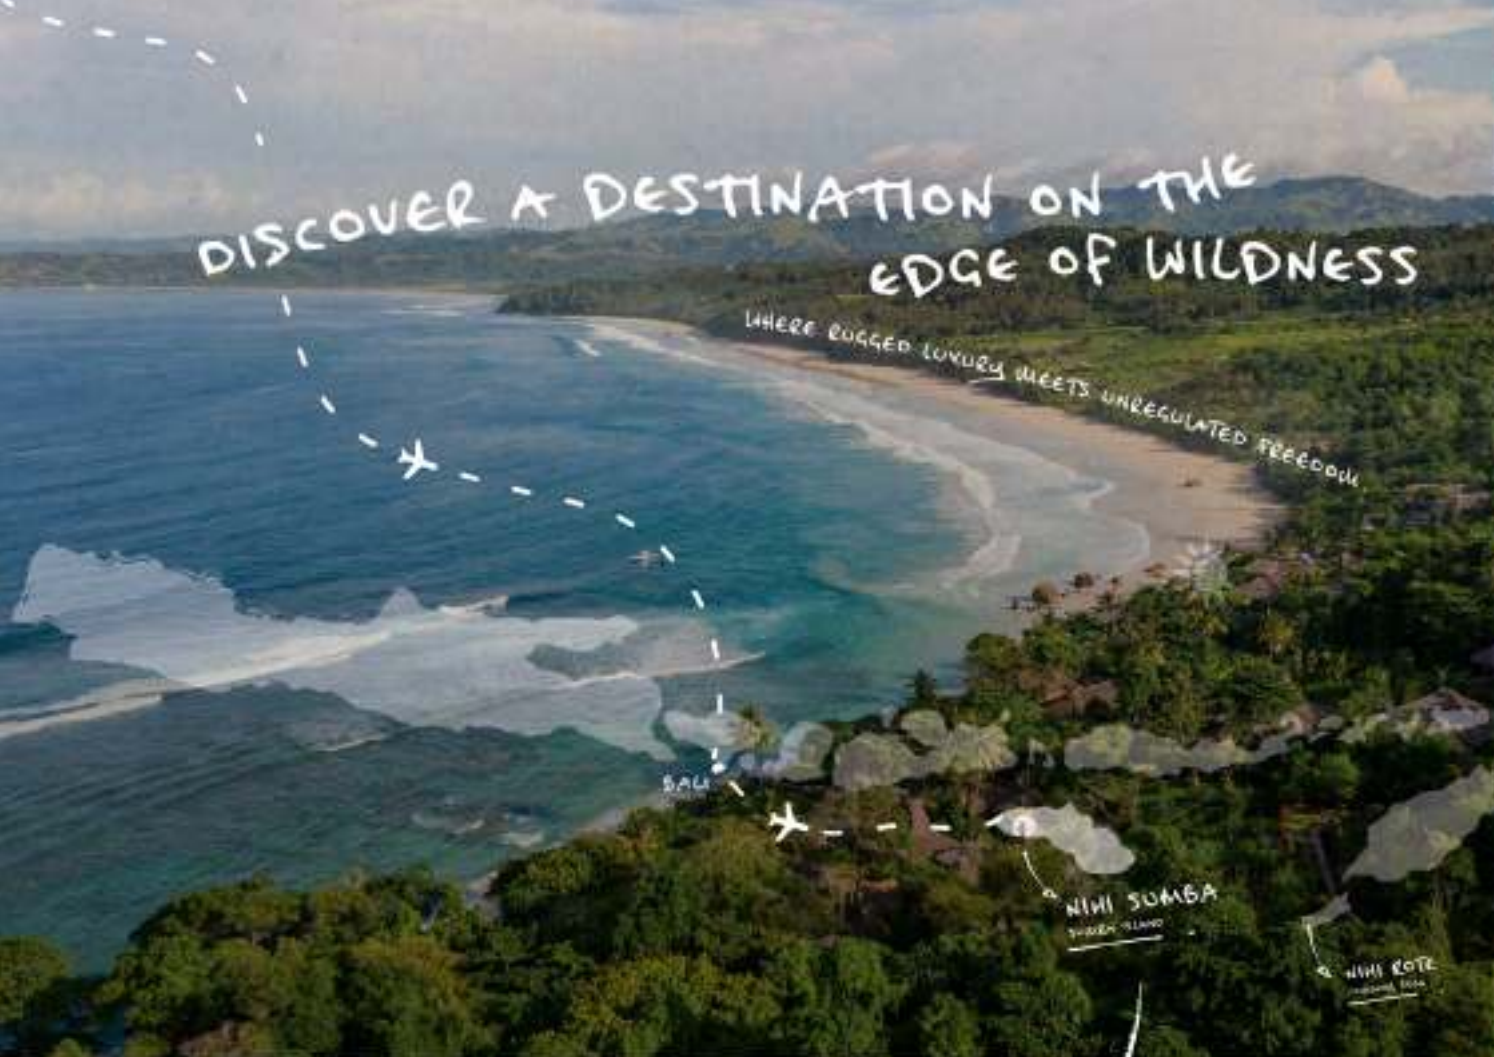 DISCOVER A DESTINATION ON THE
EDGE OF WILDNESS
WHERE RUGGED LUXURY MEETS UNREGULATED FREEDOM
BALI
NIHI SUMBA
NIHI ROTE